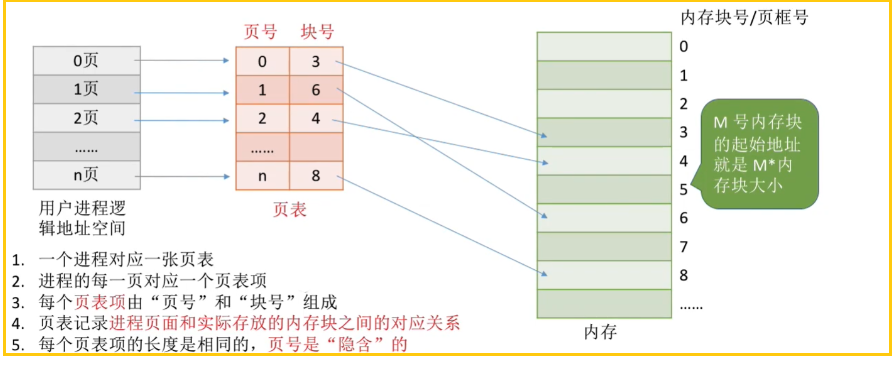 页号 块号
内存块号/页框号
0页
1页
2页
……
n页
0 3
1 6
2 4
……
n 8
页表
用户进程逻
辑地址空间
0
1
2
3
4
5
6
7
8
……
内存
M 号内存块
的起始地址
就是 M*内
存块大小
1. 一个进程对应一张页表
2. 进程的每一页对应一个页表项
3. 每个页表项由“页号”和“块号”组成
4. 页表记录进程页面和实际存放的内存块之间的对应关系
5. 每个页表项的长度是相同的，页号是“隐含”的